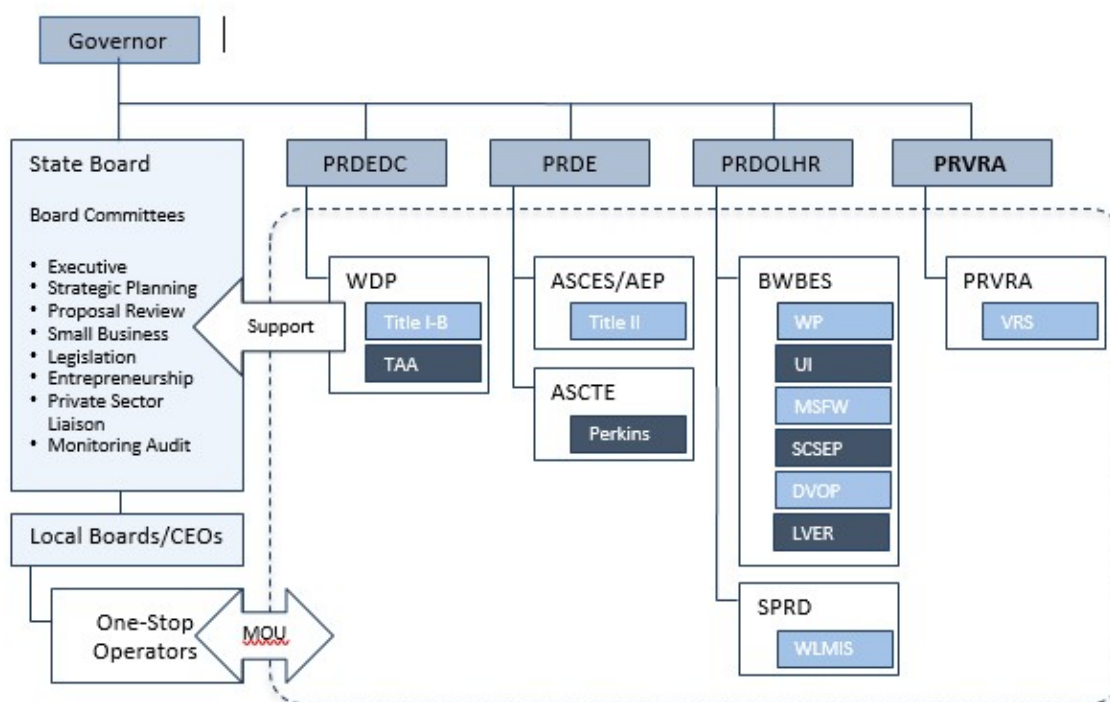 Governor
State Board
Board Committees
• Executive
• Strategic Planning
• Proposal Review
• Small Business
• Legislation
• Entrepreneurship
• Private Sector
Liaison
• Monitoring Audit
Local Boards/CEOs
One-Stop
Operators
MOU
Support
PRDEDC
WDP
Title I-B
TAA
PRDE
ASCES/AEP
Title II
ASCTE
Perkins
PRDOLHR
BWBES
WP
UI
MSFW
SCSEP
DVOP
LVER
SPRD
WLMIS
PRVRA
PRVRA
VRS